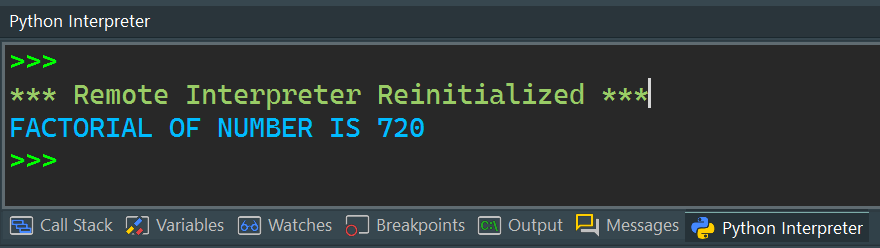 Python Interpreter
>>>
*** Remote Interpreter Reinitialized ***
FACTORIAL OF NUMBER IS 720
>>>
Call Stack Variables Watches Breakpoints C:\ Output Messages Python Interpreter